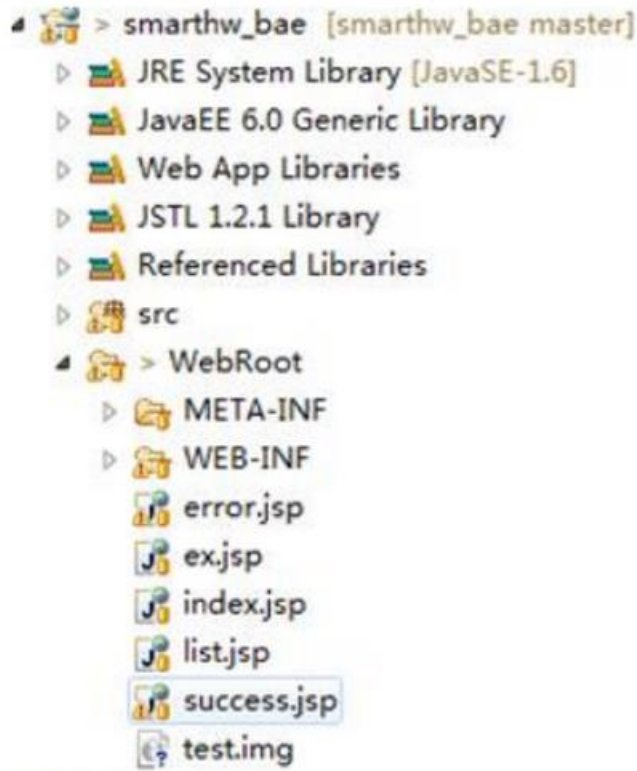 > smarthw_bae [smarthw_bae master]
JRE System Library [JavaSE-1.6]
JavaEE 6.0 Generic Library
Web App Libraries
JSTL 1.2.1 Library
Referenced Libraries
src
> WebRoot
META-INF
WEB-INF
error.jsp
ex.jsp
index.jsp
list.jsp
success.jsp
test.img